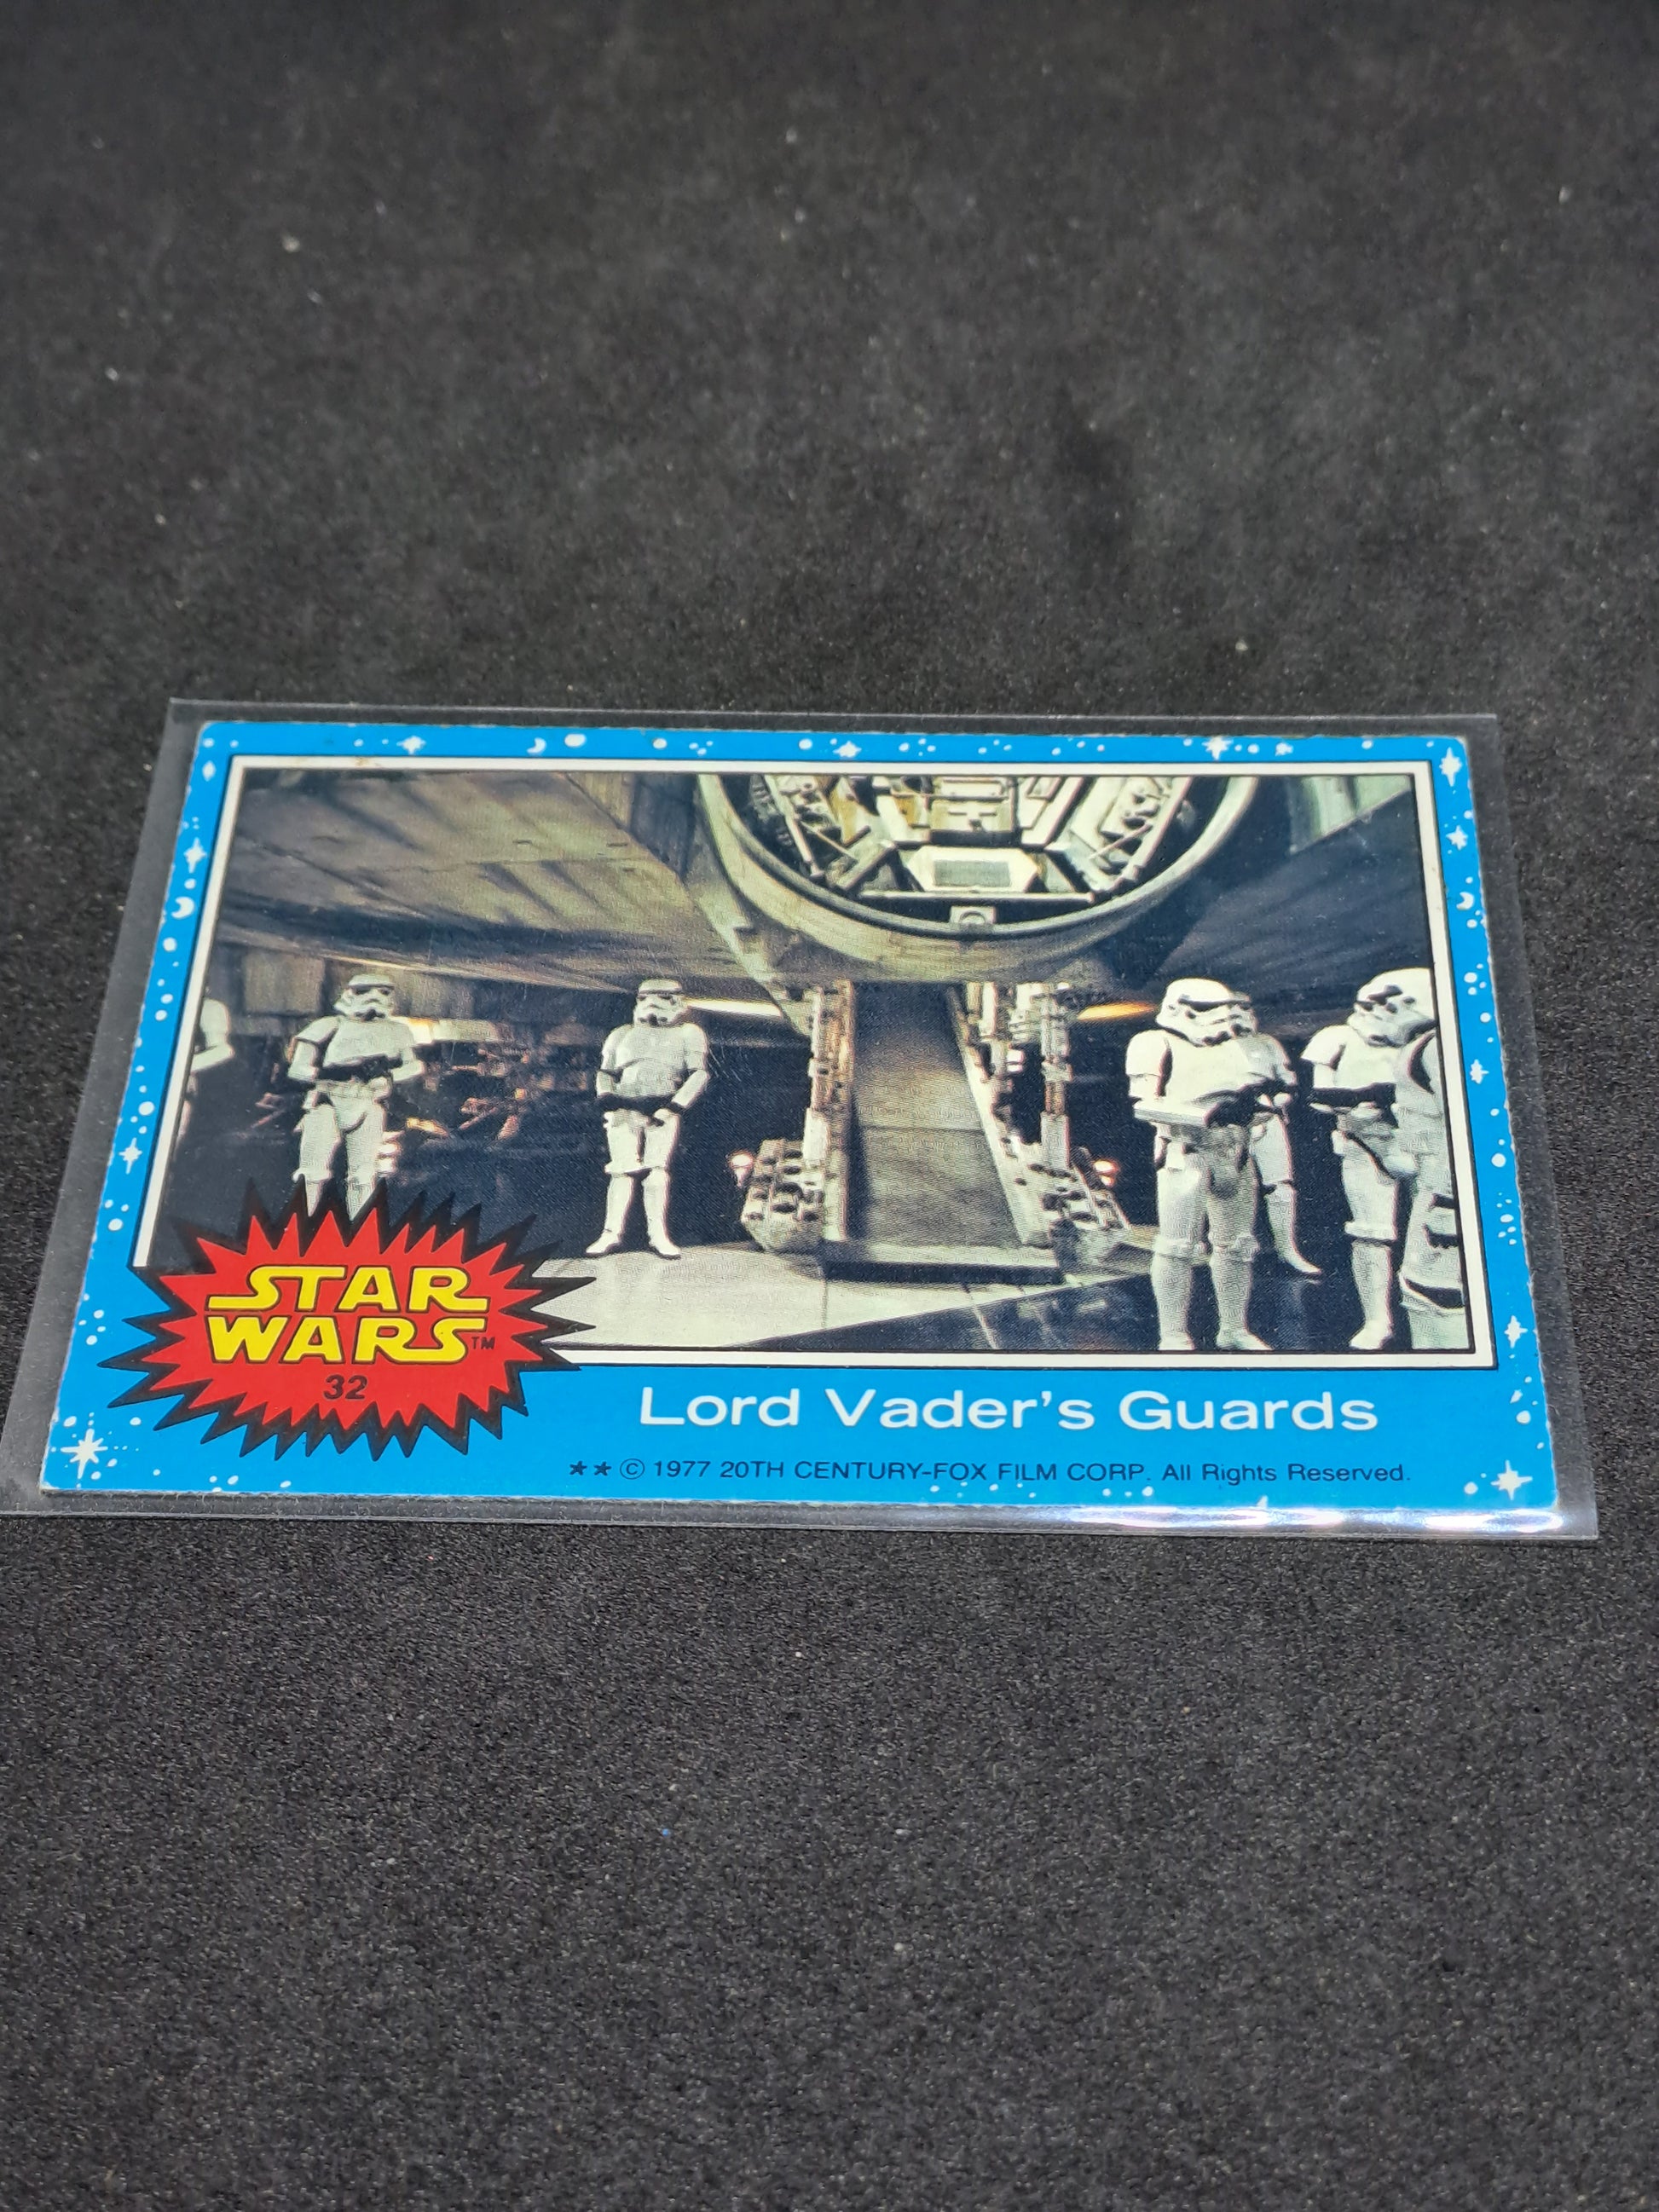 STAR
WARS™
32
Lord Vader's Guards
★★ © 1977 20TH CENTURY-FOX FILM CORP. All Rights Reserved.